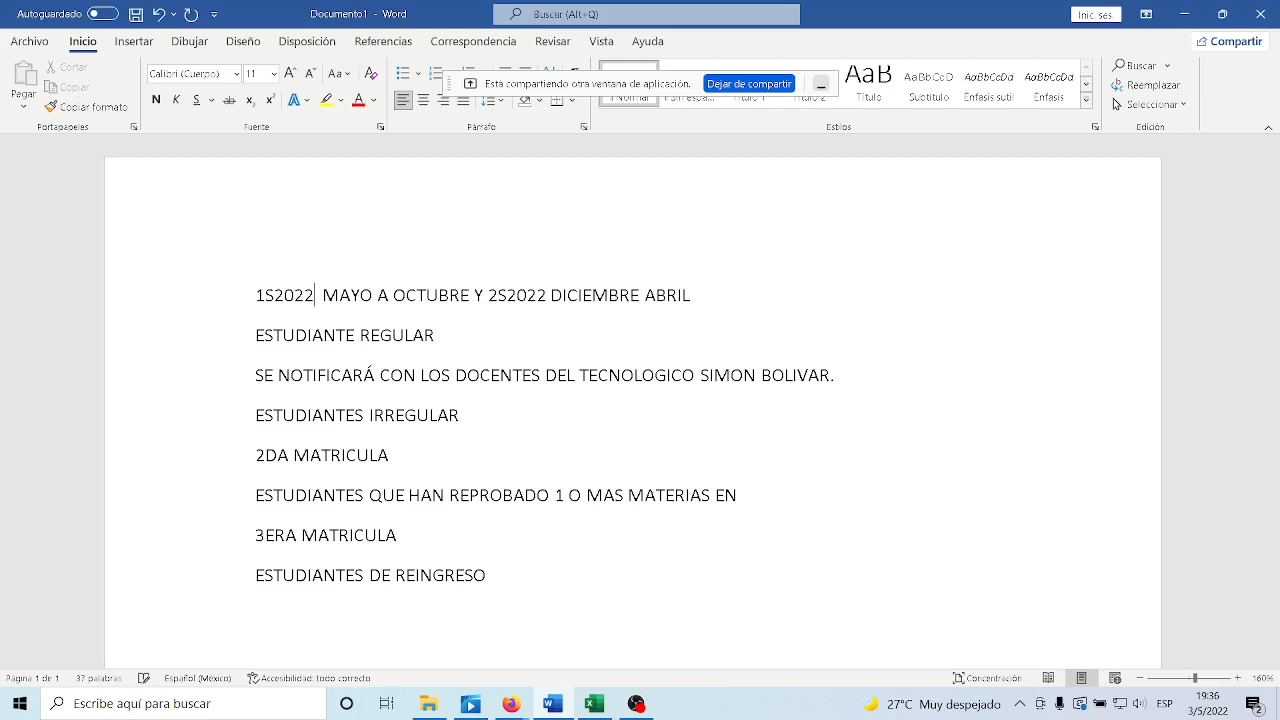 Autoguardado
Documento1 - Word
Buscar (Alt+Q)
Inic. ses.
Archivo Inicio Insertar Dibujar Diseño Disposición Referencias Correspondencia Revisar Vista Ayuda
Compartir
Cortar
Copiar
Copiar formato
Portapapeles
Calibri (Cuerpo) 11
Fuente
Párrafo
Está compartiendo otra ventana de aplicación. Dejar de compartir
AaB AaBbCcD AaBbCcDd AaBbCcDd
Título Subtítulo Énfasis sutil Énfasis
Estilos
Buscar
Reemplazar
Seleccionar
Edición
1S2022 MAYO A OCTUBRE Y 2S2022 DICIEMBRE ABRIL
ESTUDIANTE REGULAR
SE NOTIFICARÁ CON LOS DOCENTES DEL TECNOLOGICO SIMON BOLIVAR.
ESTUDIANTES IRREGULAR
2DA MATRICULA
ESTUDIANTES QUE HAN REPROBADO 1 O MAS MATERIAS EN
3ERA MATRICULA
ESTUDIANTES DE REINGRESO
Página 1 de 1 37 palabras Español (México) Accesibilidad: todo correcto
Concentración 160%
Escribe aquí para buscar
27°C Muy despejado
ESP
19:36
3/5/2022
2